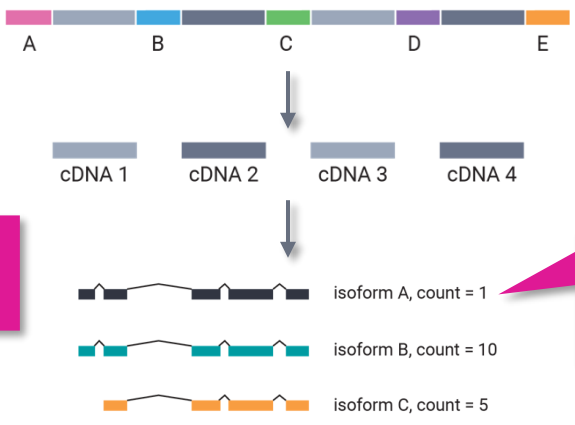 A B C D E
cDNA 1 cDNA 2 cDNA 3 cDNA 4
isoform A, count = 1
isoform B, count = 10
isoform C, count = 5